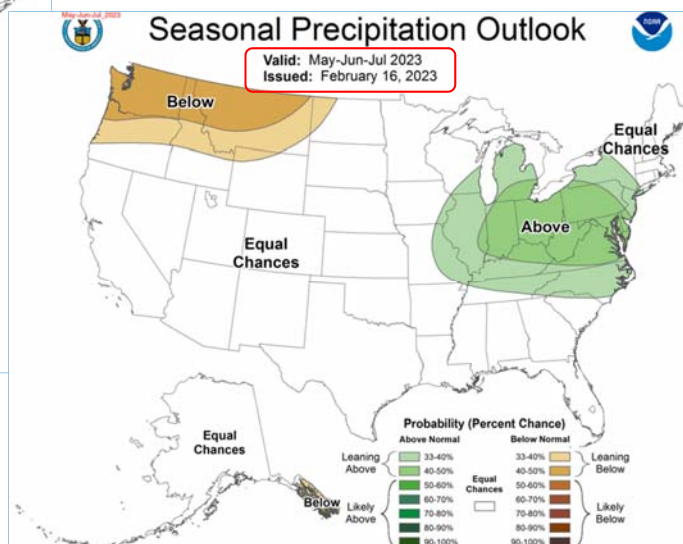 May-Jun-Jul_2023
Seasonal Precipitation Outlook
NOAA
Valid: May-Jun-Jul 2023
Issued: February 16, 2023
Below
Equal
Chances
Above
Equal
Chances
Equal
Chances
Below
Probability (Percent Chance)
Above Normal Below Normal
Leaning
Above
33-40%
40-50%
50-60%
60-70%
70-80%
80-90%
90-100%
Likely
Above
Equal
Chances
33-40%
40-50%
50-60%
60-70%
70-80%
80-90%
90-100%
Leaning
Below
Likely
Below